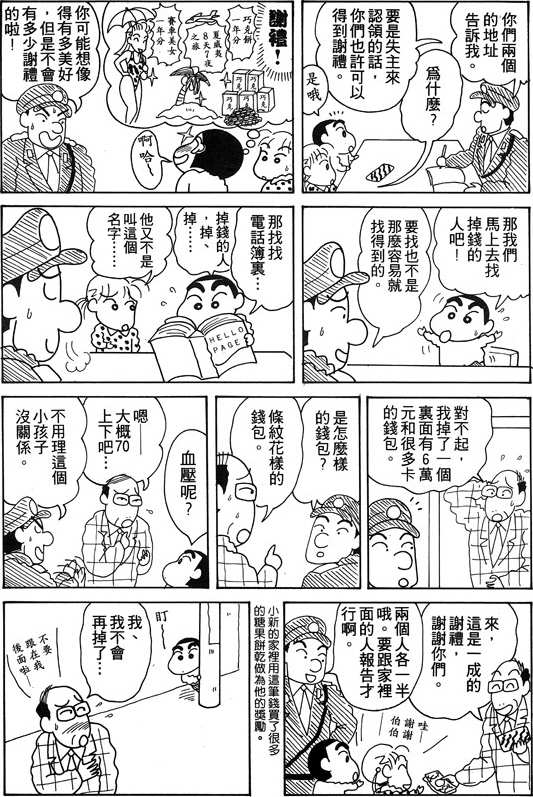 你們兩個
的地址
告訴我。
為什麼？
要是失主來
認領的話，
你們也許可以
得到謝禮。
是哦
謝禮！
巧克餅
一年分
夏威夷
8天7夜
之旅
賽車美女
一年分
巧克
巧克
巧克
啊哈～
你可能想像
得有多美好
，但是不會
有多少謝禮
的啦！
那我們
馬上去找
掉錢的
人吧！
要找也不是
那麼容易就
找得到的。
那找找
電話簿裏…
掉錢的人
，掉、
掉…
HELLO
PAGE
他又不是
叫這個
名字……
對不起，
我掉了一個
裏面有6萬
元和很多卡
的錢包。
是怎麼樣
的錢包？
條紋花樣的
錢包。
血壓呢？
嗯——
大概70
上下吧…
不用理這個
小孩子
沒關係。
來，
這是一成的
謝禮，
謝謝你們。
兩個人各一半
哦。要跟家裡
面的人報告才
行啊。
哇—
謝謝
伯伯
小新的家裡用這筆錢買了很多
的糖果餅乾做為他的獎勵。
盯—
我、
我不會
再掉了…
不要
跟在我
後面啦